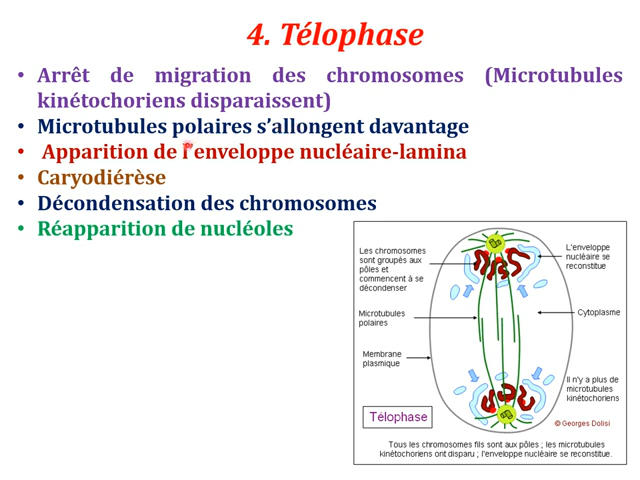 4. Télophase
• Arrêt de migration des chromosomes (Microtubules
kinétochoriens disparaissent)
• Microtubules polaires s’allongent davantage
• Apparition de l’enveloppe nucléaire-lamina
• Caryodiérèse
• Décondensation des chromosomes
• Réapparition de nucléoles
Les chromosomes
sont groupés aux
pôles et
commencent à se
décondenser
L'enveloppe
nucléaire se
reconstitue
Microtubules
polaires
Cytoplasme
Membrane
plasmique
Il n'y a plus de
microtubules
kinétochoriens
Télophase
© Georges Dolisi
Tous les chromosomes fils sont aux pôles ; les microtubules
kinétochoriens ont disparu ; l'enveloppe nucléaire se reconstitue.